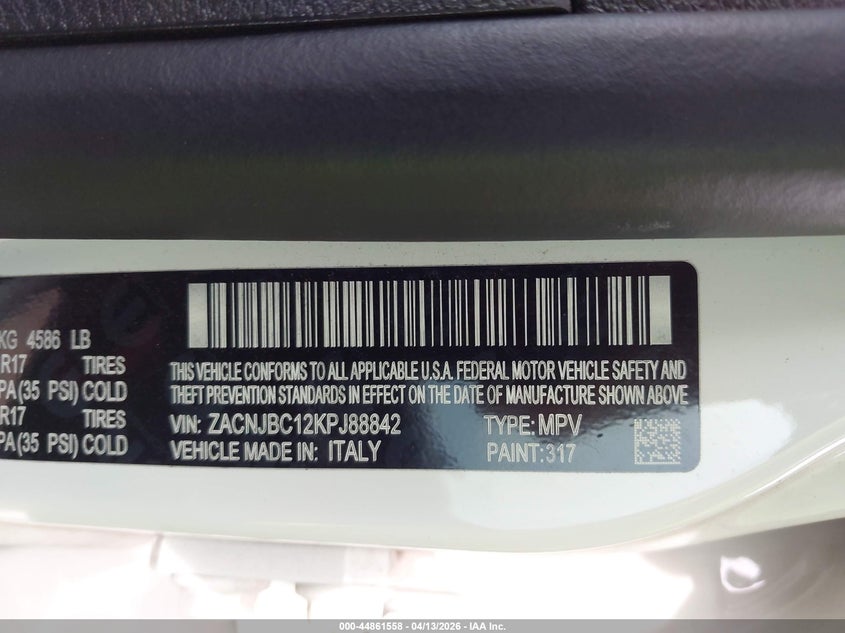 KG 4586 LB
R17 TIRES
PA(35 PSI) COLD
R17 TIRES
PA(35 PSI) COLD
THIS VEHICLE CONFORMS TO ALL APPLICABLE U.S.A. FEDERAL MOTOR VEHICLE SAFETY AND
THEFT PREVENTION STANDARDS IN EFFECT ON THE DATE OF MANUFACTURE SHOWN ABOVE
VIN: ZACNJBC12KPJ88842 TYPE: MPV
VEHICLE MADE IN: ITALY PAINT:317
000-44861558 - 04/13/2026 - IAA Inc.